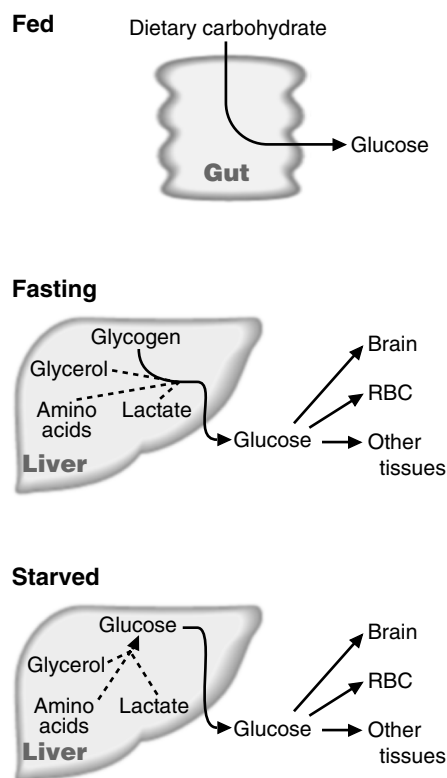 Fed
Dietary carbohydrate
Glucose
Gut
Fasting
Glycogen
Glycerol
Amino
acids
Lactate
Liver
Glucose
Brain
RBC
Other
tissues
Starved
Glucose
Glycerol
Amino
acids
Lactate
Liver
Glucose
Brain
RBC
Other
tissues